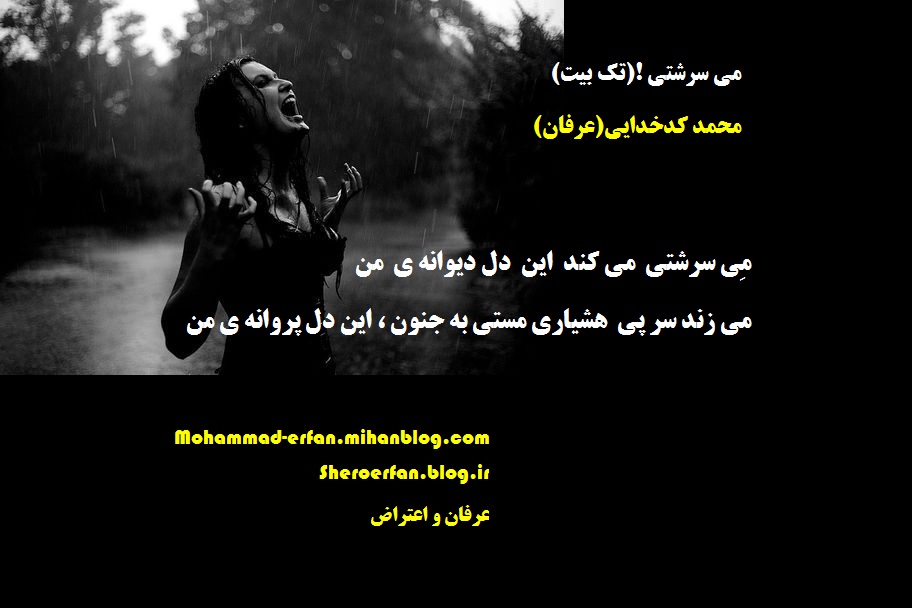 می سرشتی !(تک بیت)
محمد کدخدایی(عرفان)
مِی سرشتی می کند این دل دیوانه ی من
می زند سر پی هشیاری مستی به جنون ، این دل پروانه ی من
Mohammad-erfan.mihanblog.com
Sheroerfan.blog.ir
عرفان و اعتراض